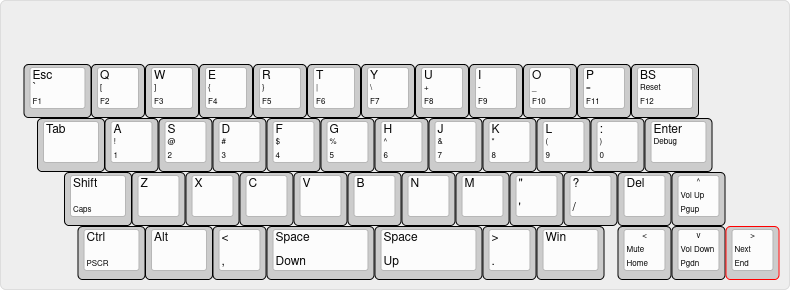 Esc Q W E R T Y U I O P BS
` [ ] { } | \ + - _ = Reset
F1 F2 F3 F4 F5 F6 F7 F8 F9 F10 F11 F12
Tab A S D F G H J K L : Enter
! @ # $ % ^ & * ( ) Debug
1 2 3 4 5 6 7 8 9 0
Shift Z X C V B N M " ? Del ^
Vol Up
Caps ' / Pgup
Ctrl Alt < Space Space > Win < v >
Mute Vol Down Next
PSCR , Down Up . Home Pgdn End